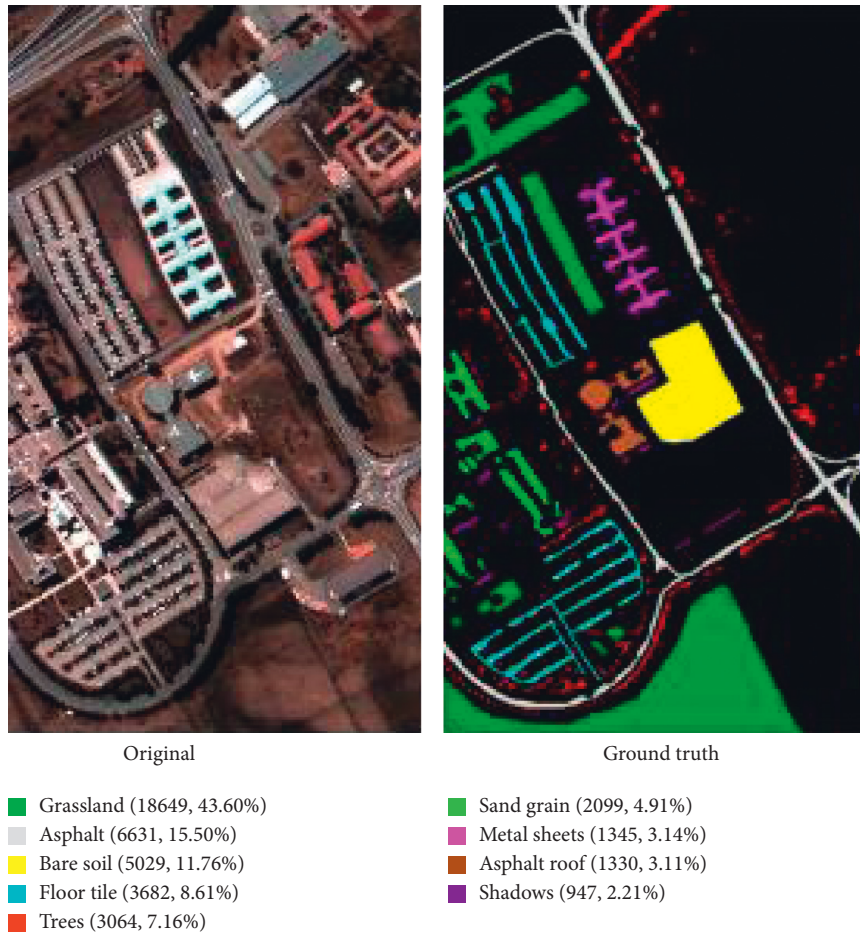 Original
Ground truth
Grassland (18649, 43.60%)
Asphalt (6631, 15.50%)
Bare soil (5029, 11.76%)
Floor tile (3682, 8.61%)
Trees (3064, 7.16%)
Sand grain (2099, 4.91%)
Metal sheets (1345, 3.14%)
Asphalt roof (1330, 3.11%)
Shadows (947, 2.21%)